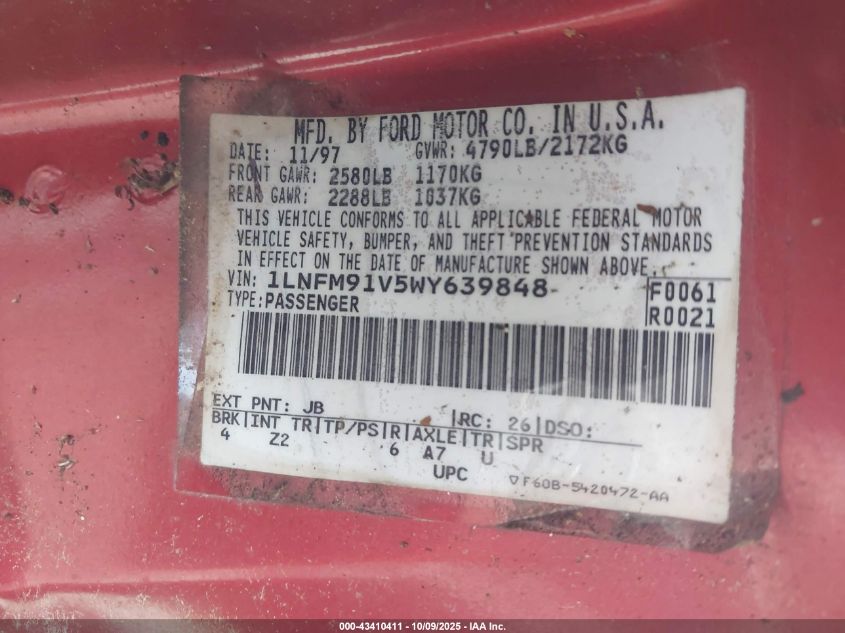 MFD. BY FORD MOTOR CO. IN U.S.A.
DATE: 11/97 GVWR: 4790LB/2172KG
FRONT GAWR: 2580LB 1170KG
REAR GAWR: 2288LB 1037KG
THIS VEHICLE CONFORMS TO ALL APPLICABLE FEDERAL MOTOR
VEHICLE SAFETY, BUMPER, AND THEFT PREVENTION STANDARDS
IN EFFECT ON THE DATE OF MANUFACTURE SHOWN ABOVE.
VIN: 1LNFM91V5WY639848
TYPE: PASSENGER
F0061
R0021
EXT PNT: JB RC: 26 DSO:
BRK INT TR TP/PS R AXLE TR SPR
4 Z2 6 A7 U
UPC
▽F60B-5420472-AA
000-43410411 - 10/09/2025 - IAA Inc.